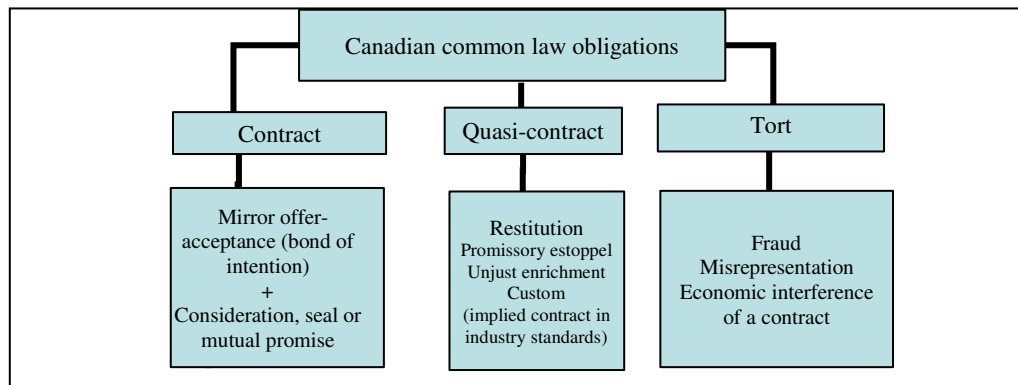 Canadian common law obligations
Contract
Quasi-contract
Tort
Mirror offer-
acceptance (bond of
intention)
+
Consideration, seal or
mutual promise
Restitution
Promissory estoppel
Unjust enrichment
Custom
(implied contract in
industry standards)
Fraud
Misrepresentation
Economic interference
of a contract